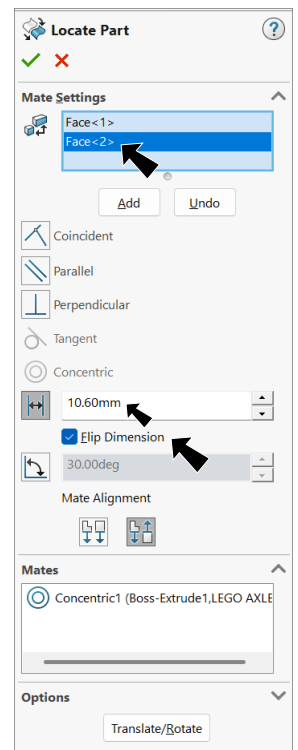 Locate Part
?
Mate Settings
Face<1>
Face<2>
Add Undo
Coincident
Parallel
Perpendicular
Tangent
Concentric
10.60mm
Flip Dimension
30.00deg
Mate Alignment
Mates
Concentric1 (Boss-Extrude1,LEGO AXLE
Options
Translate/Rotate